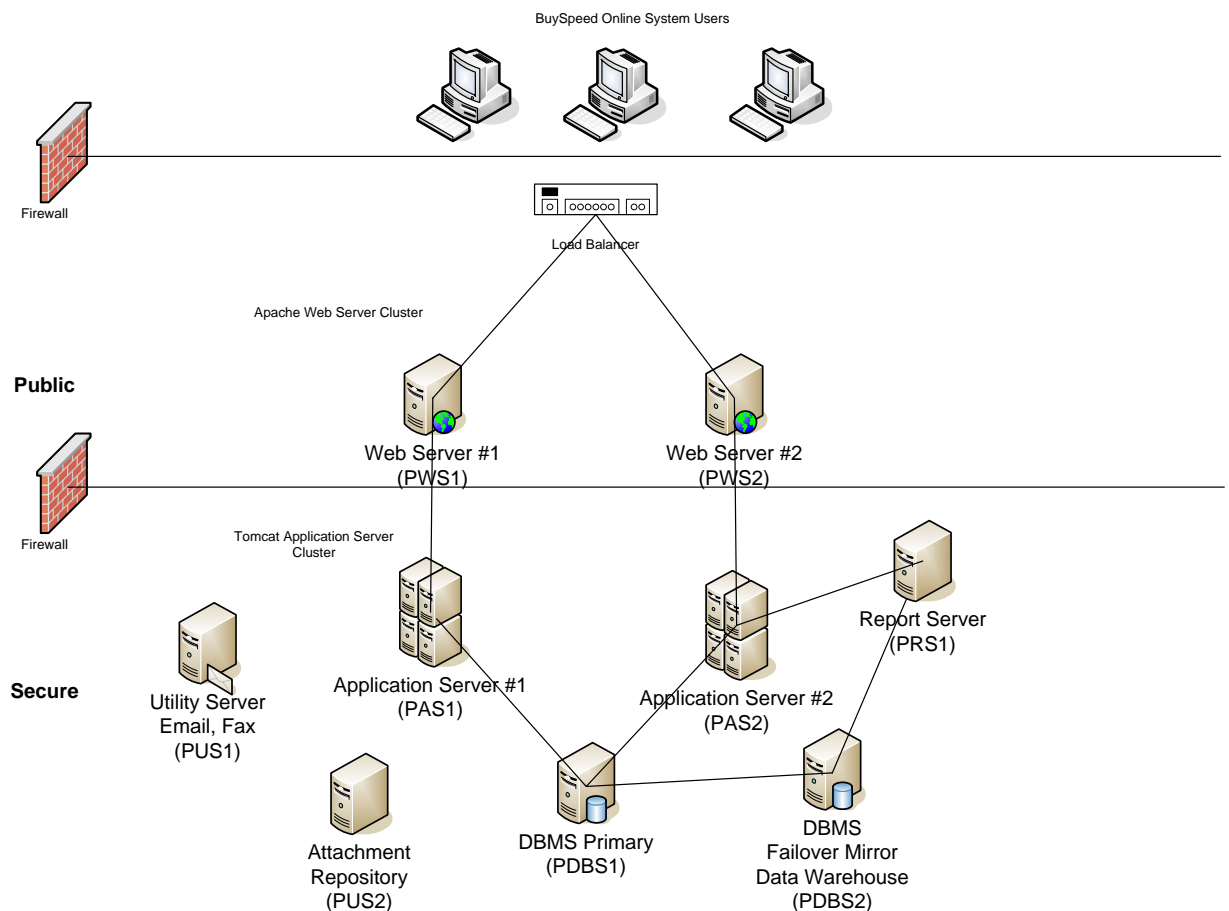 BuySpeed Online System Users
Firewall
Load Balancer
Apache Web Server Cluster
Public
Web Server #1
(PWS1)
Web Server #2
(PWS2)
Firewall
Tomcat Application Server
Cluster
Report Server
(PRS1)
Secure
Utility Server
Email, Fax
(PUS1)
Application Server #1
(PAS1)
Application Server #2
(PAS2)
Attachment
Repository
(PUS2)
DBMS Primary
(PDBS1)
DBMS
Failover Mirror
Data Warehouse
(PDBS2)